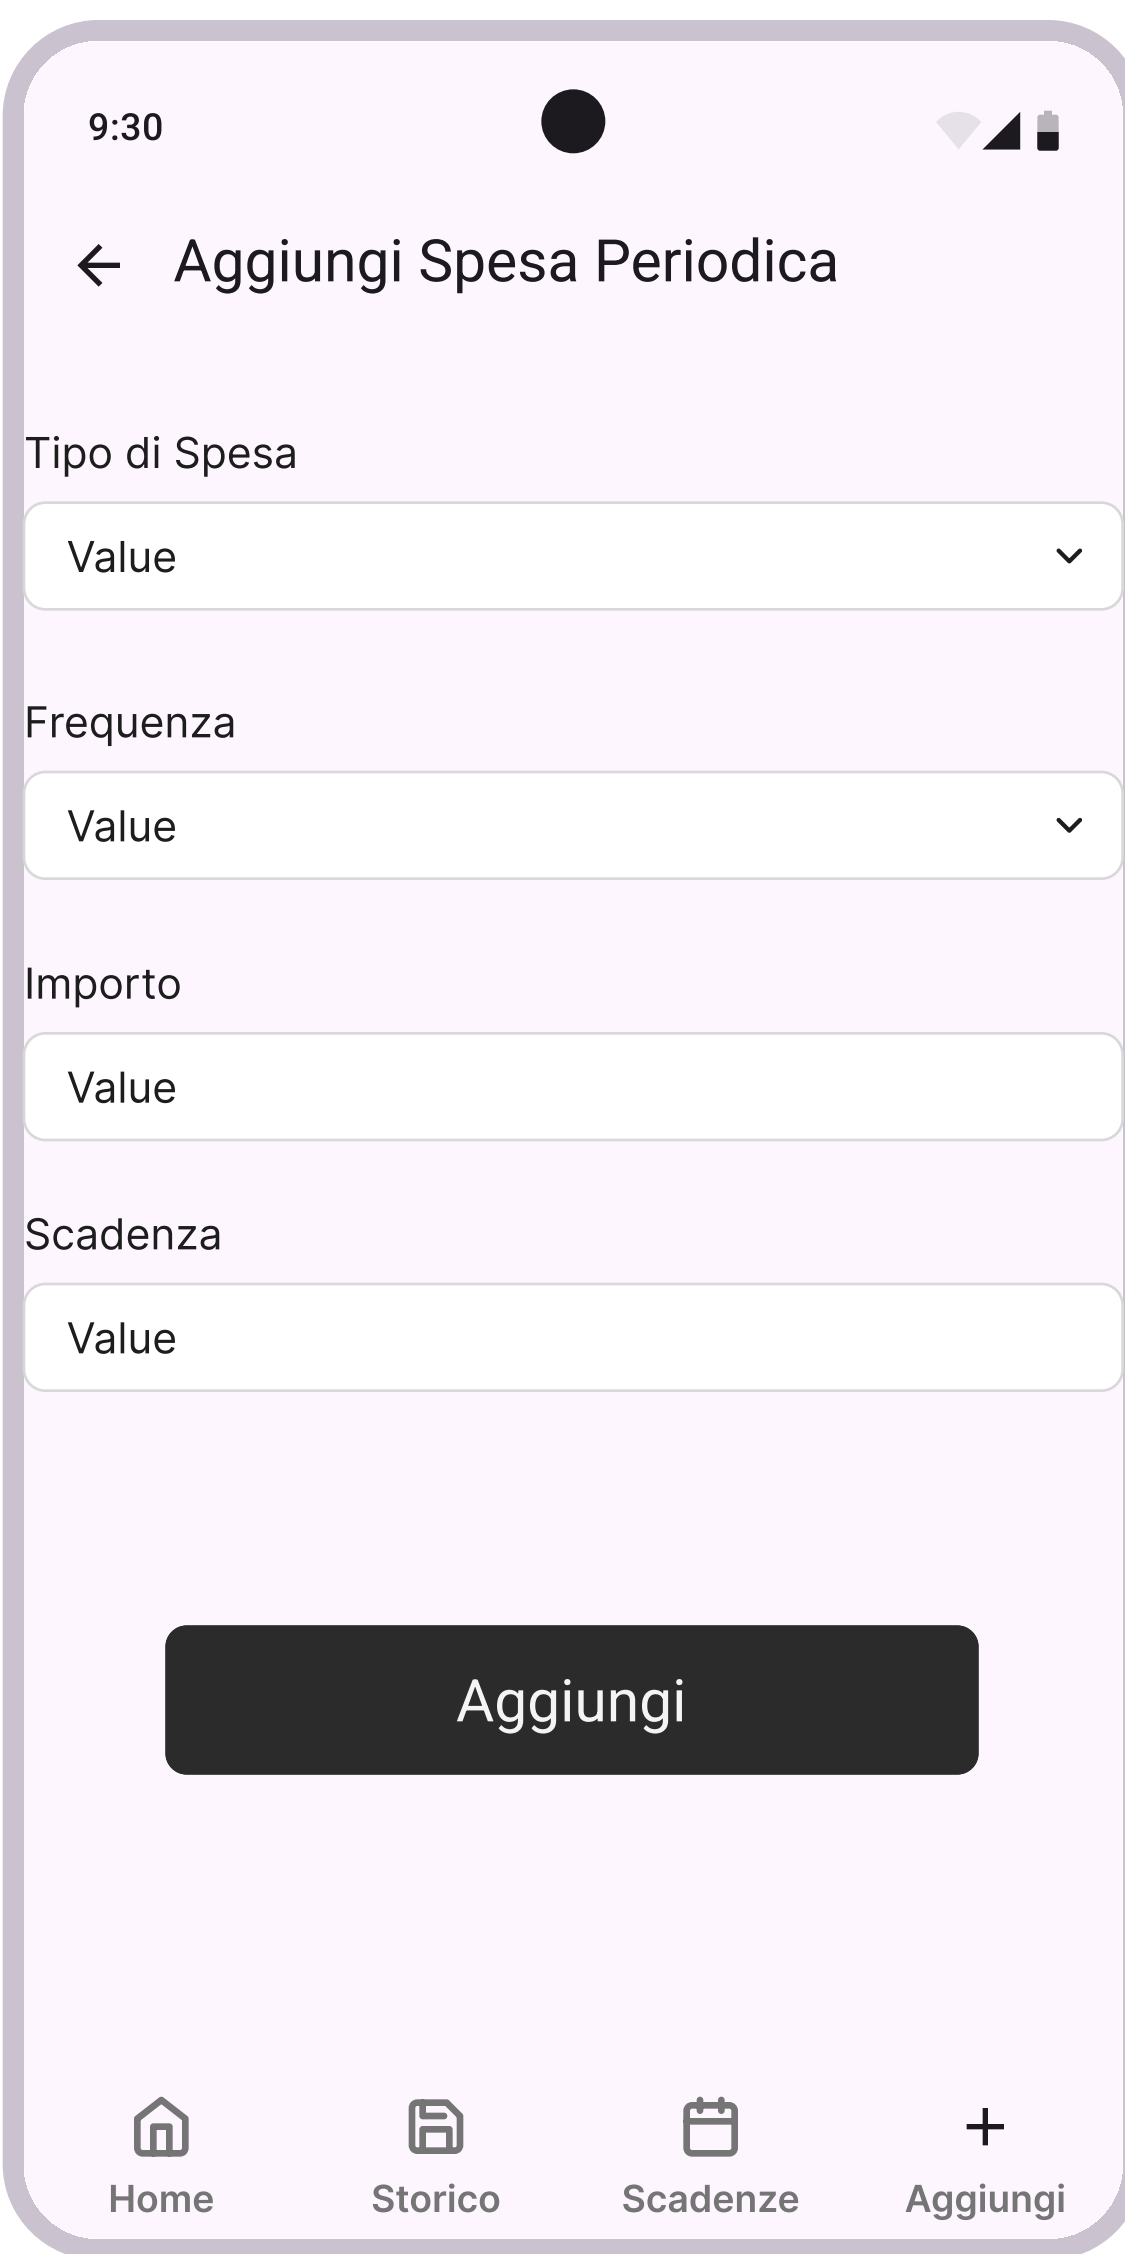 9:30
Aggiungi Spesa Periodica
Tipo di Spesa
Value
Frequenza
Value
Importo
Value
Scadenza
Value
Aggiungi
Home Storico Scadenze Aggiungi